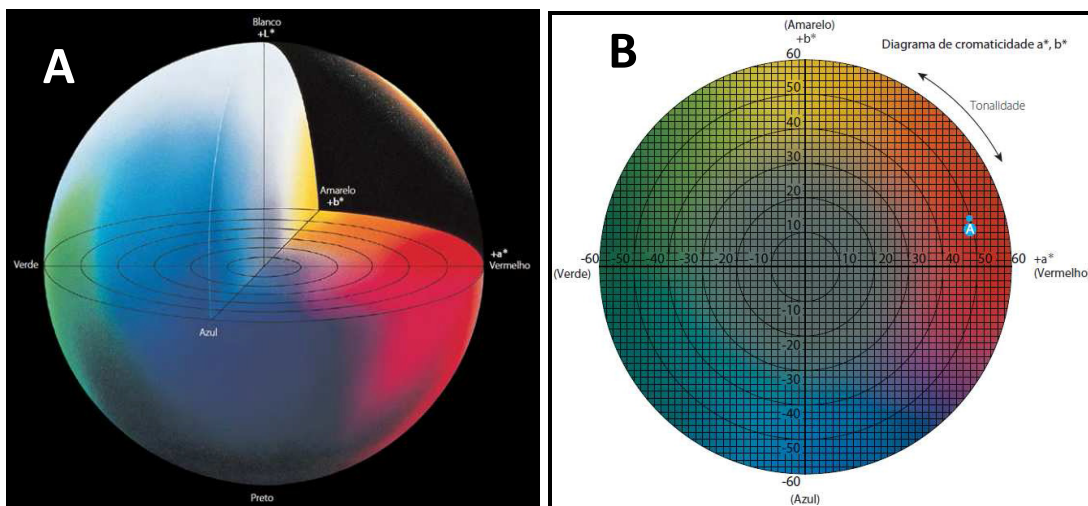 A
Blanco
+L*
Amarelo
+b*
Verde
+a*
Vermelho
Azul
Preto
B
(Amarelo)
+b*
Diagrama de cromaticidade a*, b*
Tonalidade
60
50
40
30
20
10
A
-60 -50 -40 -30 -20 -10 10 20 30 40 50 60 +a*
(Verde) (Vermelho
-10
-20
-30
-40
-50
-60
(Azul)